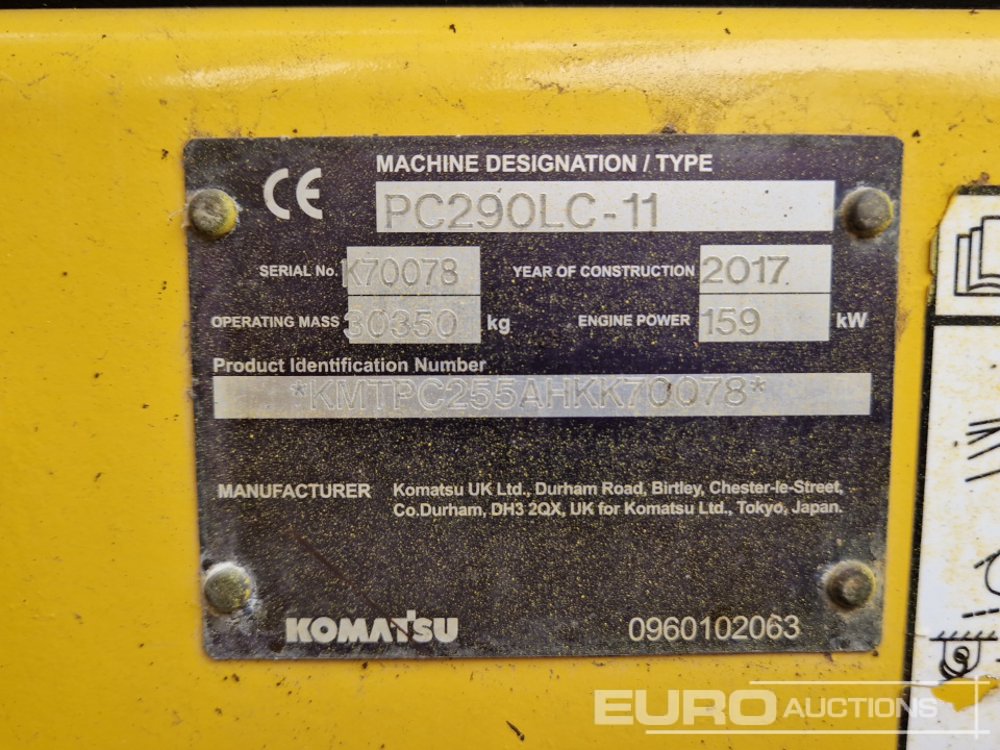 CE
MACHINE DESIGNATION / TYPE
PC290LC-11
SERIAL No. K70078 YEAR OF CONSTRUCTION 2017
OPERATING MASS 30350 kg ENGINE POWER 159 kW
Product Identification Number
*KMTPC255AHKK70078*
MANUFACTURER Komatsu UK Ltd., Durham Road, Birtley, Chester-le-Street,
Co.Durham, DH3 2QX, UK for Komatsu Ltd., Tokyo, Japan.
KOMATSU 0960102063
EURO AUCTIONS